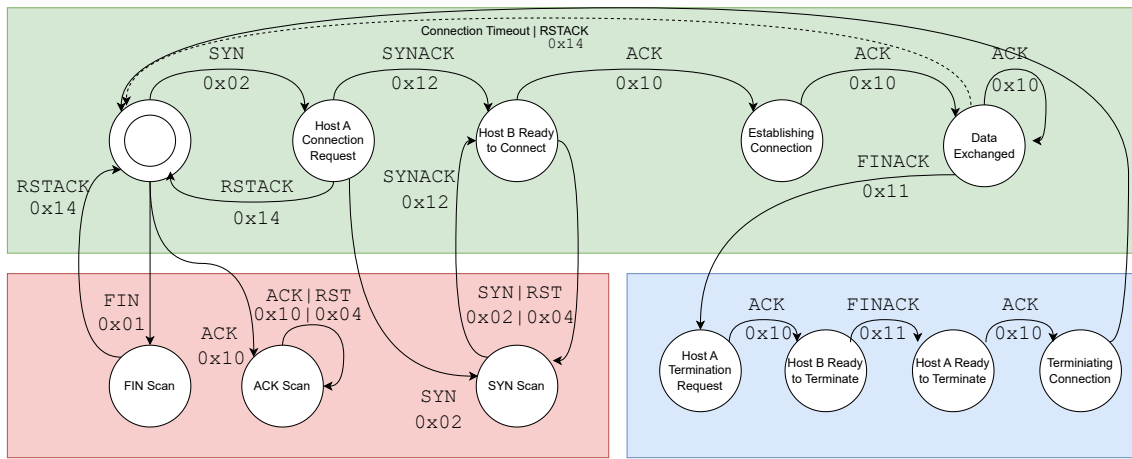 Connection Timeout | RSTACK
0x14
SYN
0x02
SYNACK
0x12
ACK
0x10
ACK
0x10
ACK
0x10
Host A
Connection
Request
Host B Ready
to Connect
Establishing
Connection
Data
Exchanged
RSTACK
0x14
RSTACK
0x14
SYNACK
0x12
FINACK
0x11
FIN
0x01
ACK
0x10
ACK|RST
0x10|0x04
SYN|RST
0x02|0x04
SYN
0x02
FIN Scan
ACK Scan
SYN Scan
ACK
0x10
FINACK
0x11
ACK
0x10
Host A
Termination
Request
Host B Ready
to Terminate
Host A Ready
to Terminate
Terminiating
Connection